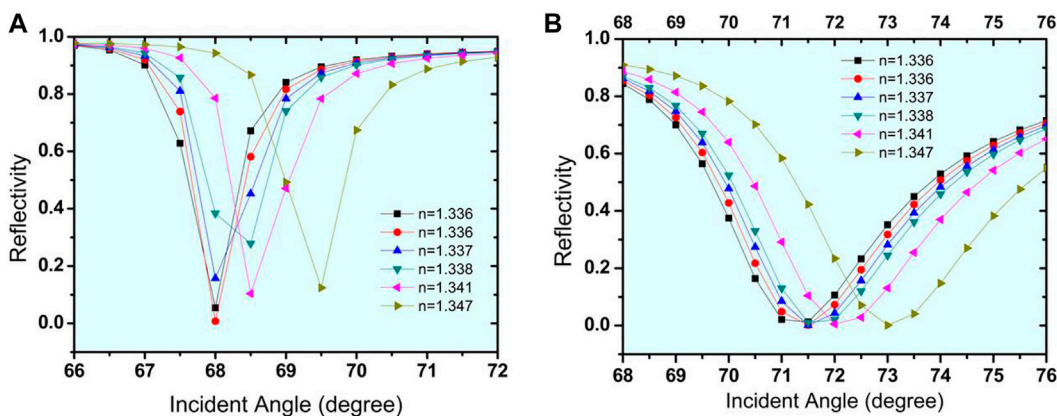 A
1.0
0.8
0.6
0.4
0.2
0.0
Reflectivity
n=1.336
n=1.336
n=1.337
n=1.338
n=1.341
n=1.347
66 67 68 69 70 71 72
Incident Angle (degree)
B
68 69 70 71 72 73 74 75 76
1.0
0.8
0.6
0.4
0.2
0.0
Reflectivity
n=1.336
n=1.336
n=1.337
n=1.338
n=1.341
n=1.347
68 69 70 71 72 73 74 75 76
Incident Angle (degree)